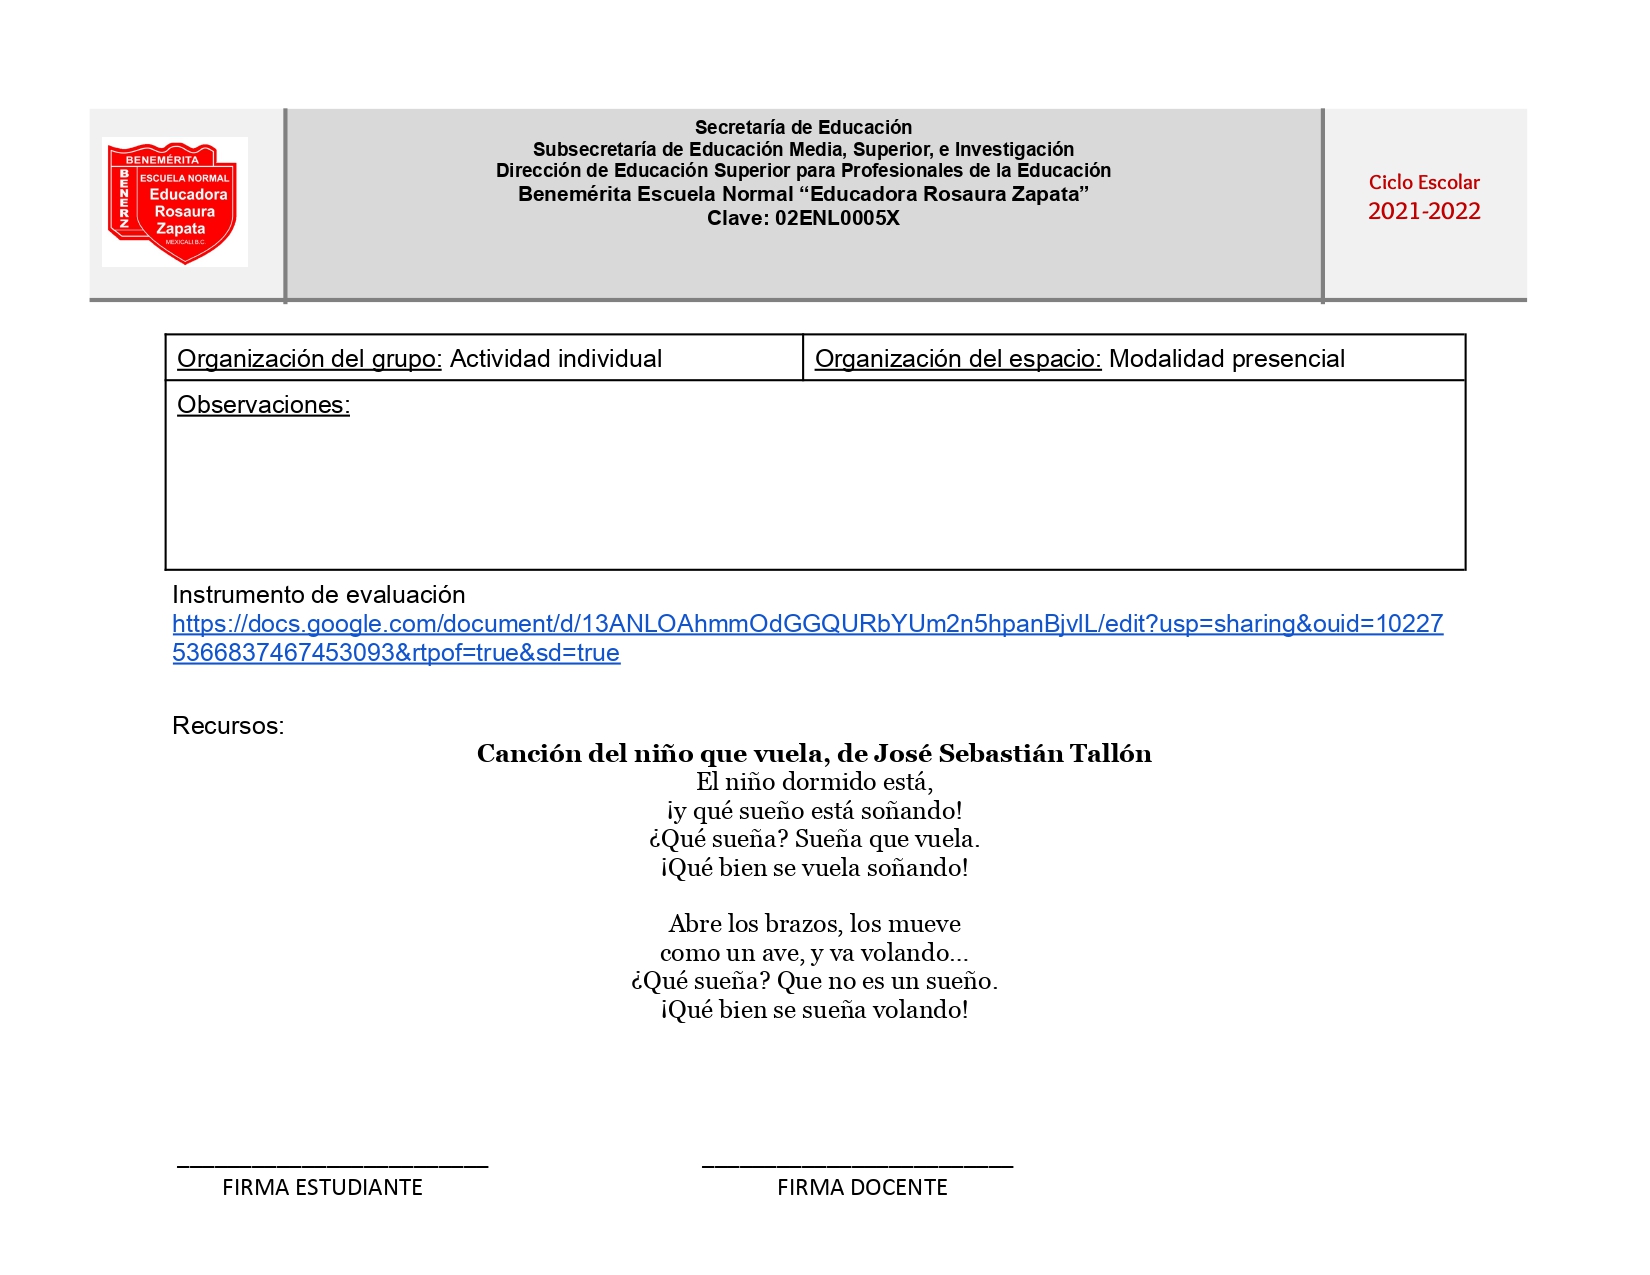 BENEMÉRITA
BENERZ
ESCUELA NORMAL
Educadora
Rosaura
Zapata
MEXICALI.B.C.
Secretaría de Educación
Subsecretaría de Educación Media, Superior, e Investigación
Dirección de Educación Superior para Profesionales de la Educación
Benemérita Escuela Normal “Educadora Rosaura Zapata”
Clave: 02ENL0005X
Ciclo Escolar
2021-2022
Organización del grupo: Actividad individual
Organización del espacio: Modalidad presencial
Observaciones:
Instrumento de evaluación
https://docs.google.com/document/d/13ANLOAhmmOdGGQURbYUm2n5hpanBjvlL/edit?usp=sharing&ouid=10227
5366837467453093&rtpof=true&sd=true
Recursos:
Canción del niño que vuela, de José Sebastián Tallón
El niño dormido está,
¡y qué sueño está soñando!
¿Qué sueña? Sueña que vuela.
¡Qué bien se vuela soñando!
Abre los brazos, los mueve
como un ave, y va volando...
¿Qué sueña? Que no es un sueño.
¡Qué bien se sueña volando!
FIRMA ESTUDIANTE
FIRMA DOCENTE